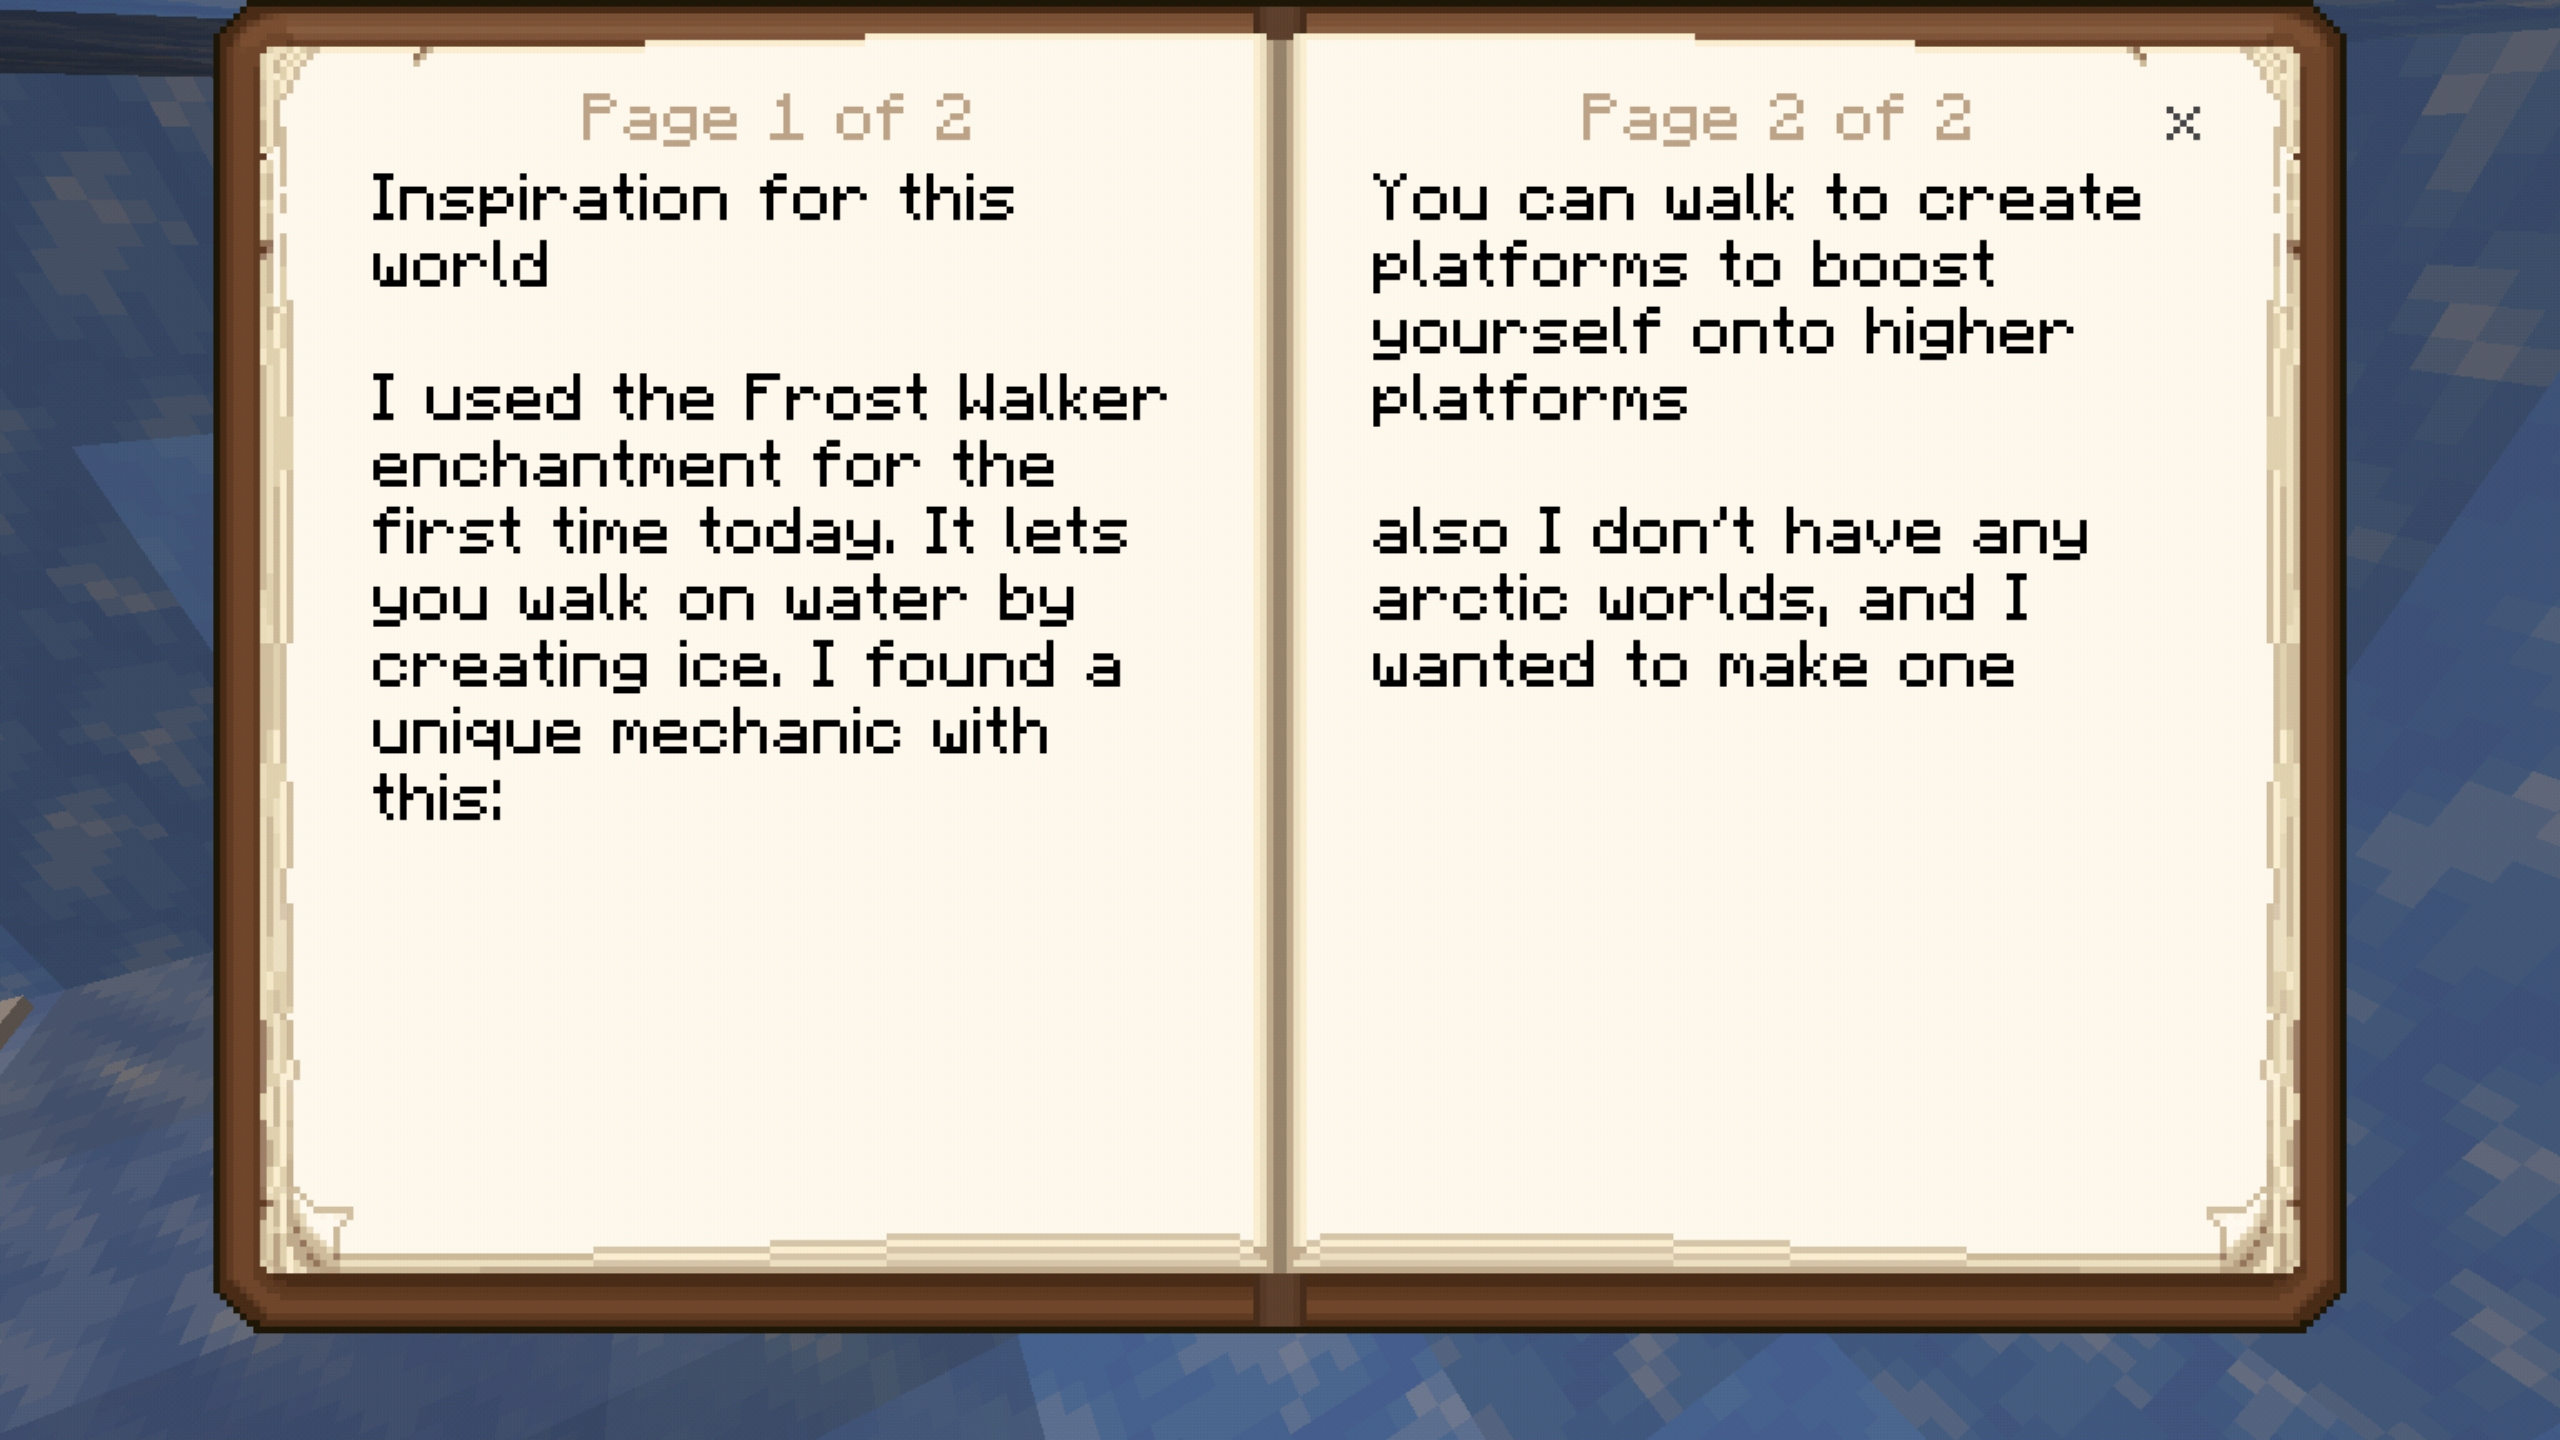 Page 1 of 2
Inspiration for this
world
I used the Frost Walker
enchantment for the
first time today. It lets
you walk on water by
creating ice. I found a
unique mechanic with
this:
Page 2 of 2
x
You can walk to create
platforms to boost
yourself onto higher
platforms
also I don't have any
arctic worlds, and I
wanted to make one